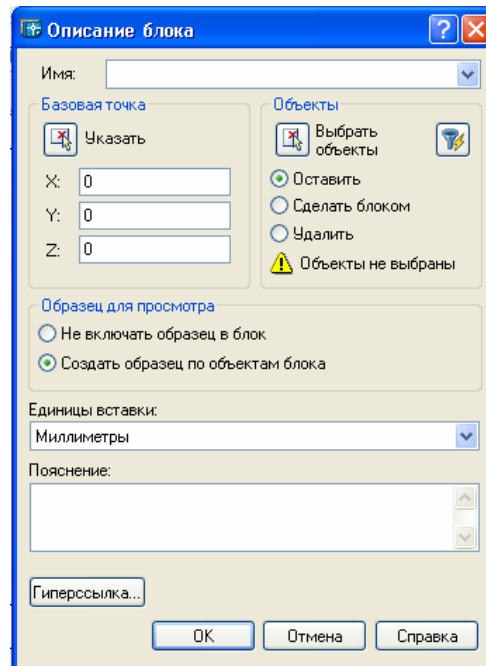 Описание блока
Имя:
Базовая точка
Указать
X: 0
Y: 0
Z: 0
Объекты
Выбрать
объекты
Оставить
Сделать блоком
Удалить
Объекты не выбраны
Образец для просмотра
Не включать образец в блок
Создать образец по объектам блока
Единицы вставки:
Миллиметры
Пояснение:
Гиперссылка...
OK Отмена Справка